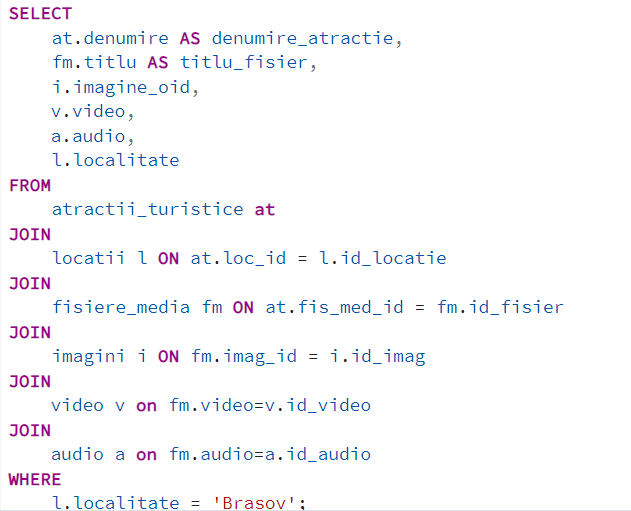 SELECT
at.denumire AS denumire_atractie,
fm.titlu AS titlu_fisier,
i.imagine_oid,
v.video,
a.audio,
l.localitate
FROM
atractii_turistice at
JOIN
locatii l ON at.loc_id = l.id_locatie
JOIN
fisiere_media fm ON at.fis_med_id = fm.id_fisier
JOIN
imagini i ON fm.imag_id = i.id_imag
JOIN
video v on fm.video=v.id_video
JOIN
audio a on fm.audio=a.id_audio
WHERE
l.localitate = 'Brasov';